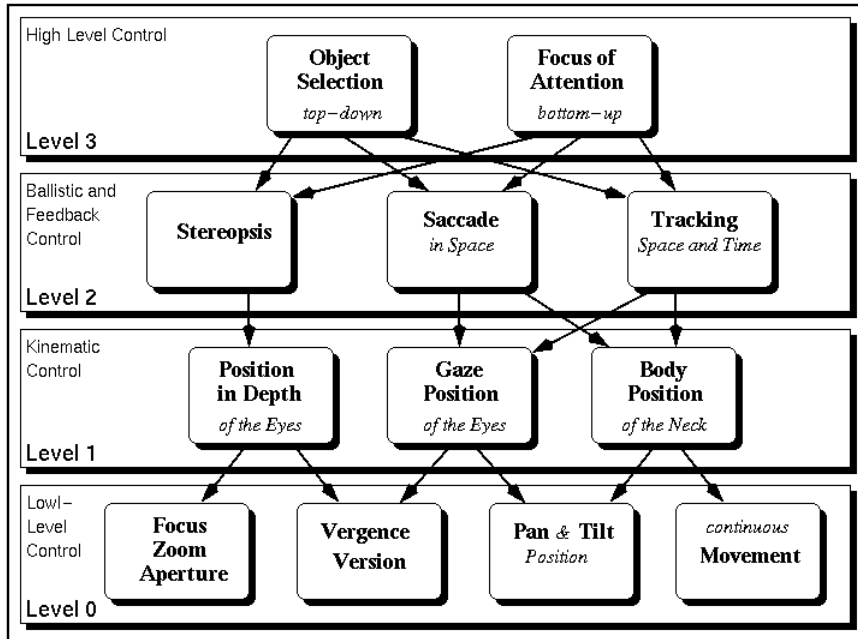 High Level Control
Object
Selection
top-down
Focus of
Attention
bottom-up
Level 3
Ballistic and
Feedback
Control
Stereopsis
Saccade
in Space
Tracking
Space and Time
Level 2
Kinematic
Control
Position
in Depth
of the Eyes
Gaze
Position
of the Eyes
Body
Position
of the Neck
Level 1
Lowl-
Level
Control
Focus
Zoom
Aperture
Vergence
Version
Pan & Tilt
Position
continuous
Movement
Level 0